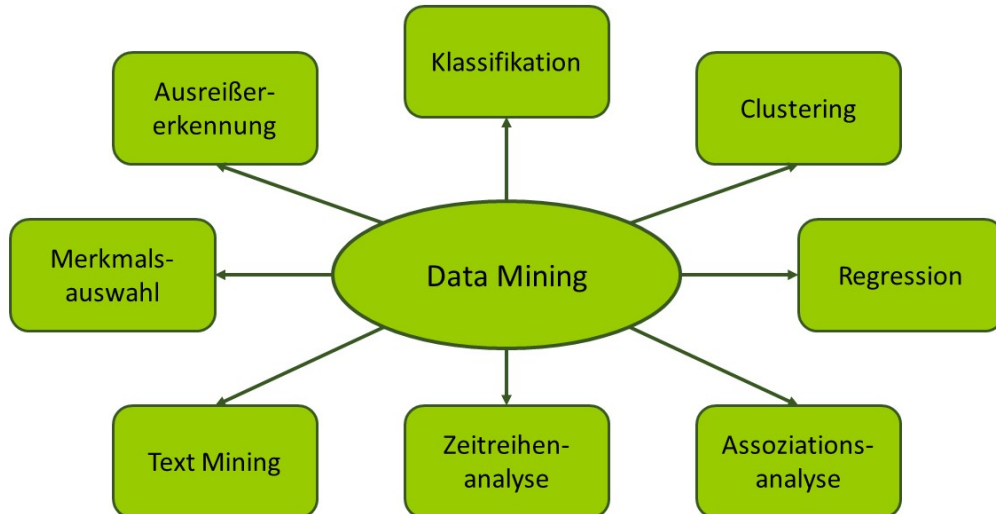 Klassifikation
Ausreißer-
erkennung
Clustering
Merkmals-
auswahl
Data Mining
Regression
Text Mining
Zeitreihen-
analyse
Assoziations-
analyse